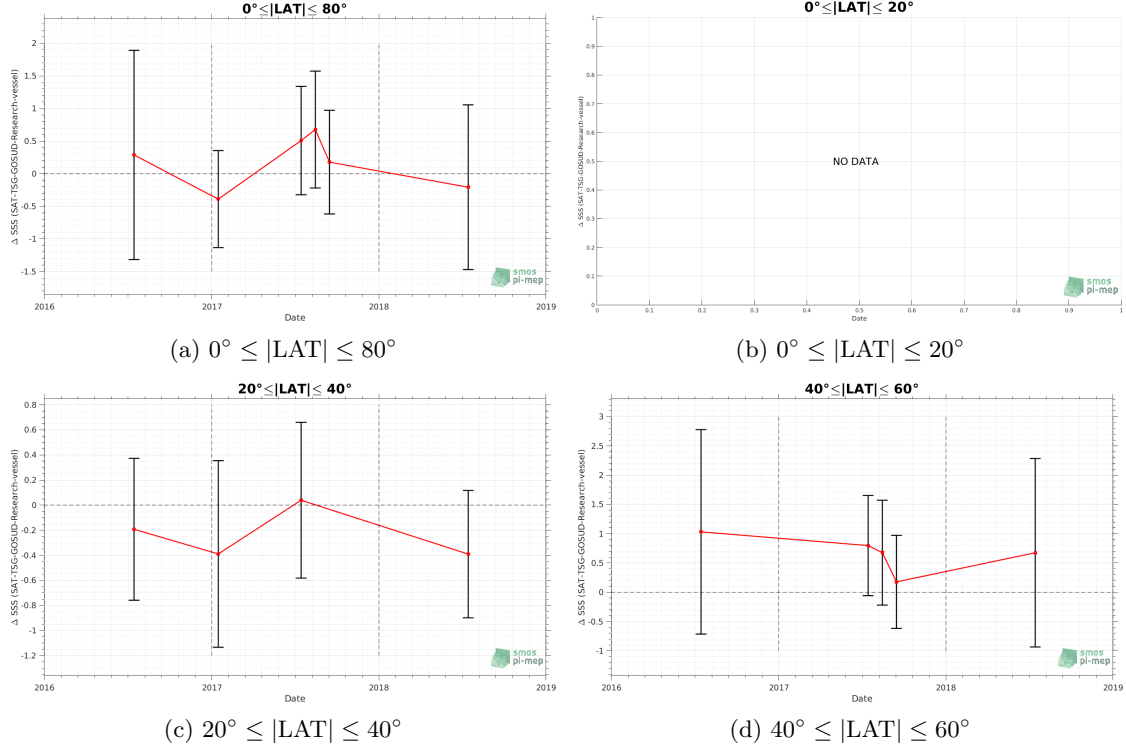 0°≤|LAT|≤ 80°
Δ SSS (SAT-TSG-GOSUD-Research-vessel)
2
1.5
1
0.5
0
-0.5
-1
-1.5
2016 2017 2018 2019
Date
smos
pi-mep
(a) 0° ≤ |LAT| ≤ 80°
0°≤|LAT|≤ 20°
Δ SSS (SAT-TSG-GOSUD-Research-vessel)
1
0.9
0.8
0.7
0.6
0.5
0.4
0.3
0.2
0.1
0
NO DATA
0 0.1 0.2 0.3 0.4 0.5 0.6 0.7 0.8 0.9 1
Date
smos
pi-mep
(b) 0° ≤ |LAT| ≤ 20°
20°≤|LAT|≤ 40°
Δ SSS (SAT-TSG-GOSUD-Research-vessel)
0.8
0.6
0.4
0.2
0
-0.2
-0.4
-0.6
-0.8
-1
-1.2
2016 2017 2018 2019
Date
smos
pi-mep
(c) 20° ≤ |LAT| ≤ 40°
40°≤|LAT|≤ 60°
Δ SSS (SAT-TSG-GOSUD-Research-vessel)
3
2.5
2
1.5
1
0.5
0
-0.5
-1
2016 2017 2018 2019
Date
smos
pi-mep
(d) 40° ≤ |LAT| ≤ 60°